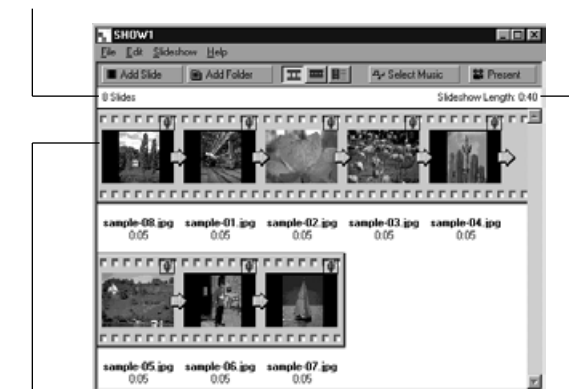 SHOW1
File Edit Slideshow Help
Add Slide Add Folder Select Music Present
8 Slides Slideshow Length: 0:40
sample-08.jpg sample-01.jpg sample-02.jpg sample-03.jpg sample-04.jpg
0:05 0:05 0:05 0:05 0:05
sample-05.jpg sample-06.jpg sample-07.jpg
0:05 0:05 0:05